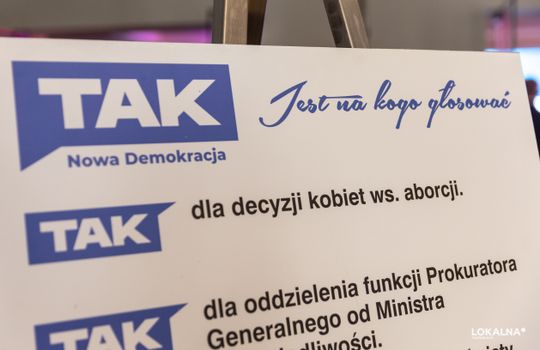 TAK
Nowa Demokracja
Jest na kogo głosować
TAK
dla decyzji kobiet ws. aborcji.
TAK
dla oddzielenia funkcji Prokuratora
Generalnego od Ministra
LOKALNA